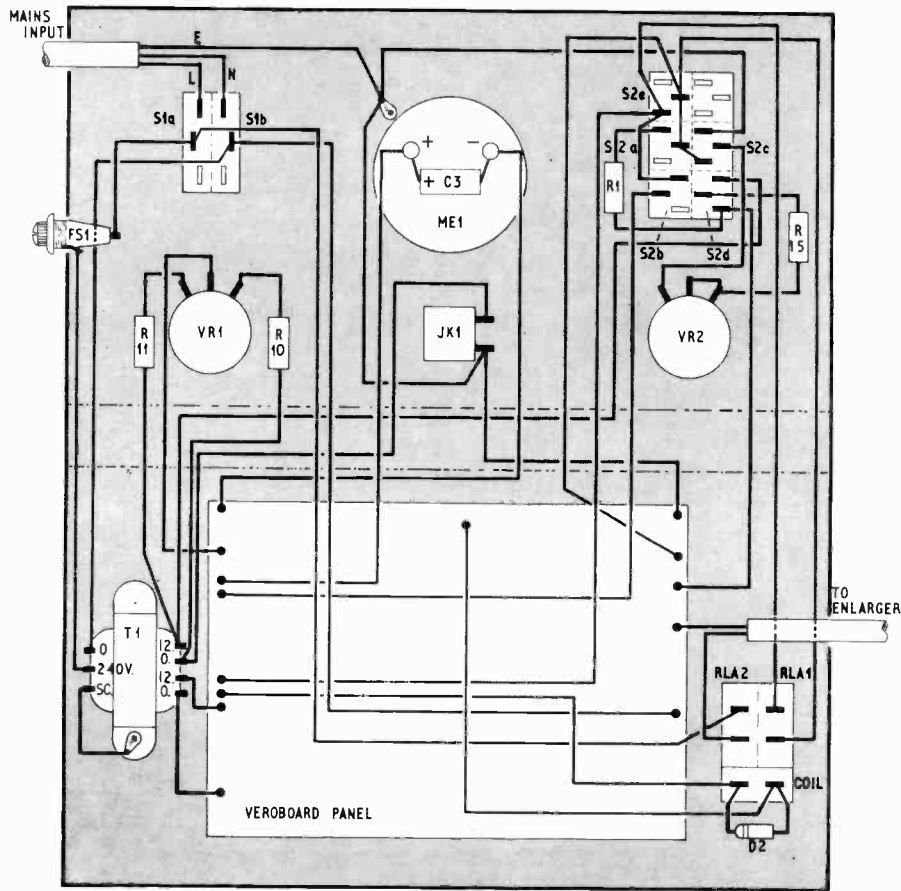 MAINS
INPUT
E
L
N
S1a
S1b
+
−
+ C3
ME1
S2e
S2a
S2c
R1
R
15
S2b
S2d
FS1
R
11
VR1
R
10
JK1
VR2
TO
ENLARGER
T1
0
240V.
SC.
12.
0.
12.
0.
RLA2
RLA1
COIL
D2
VEROBOARD PANEL